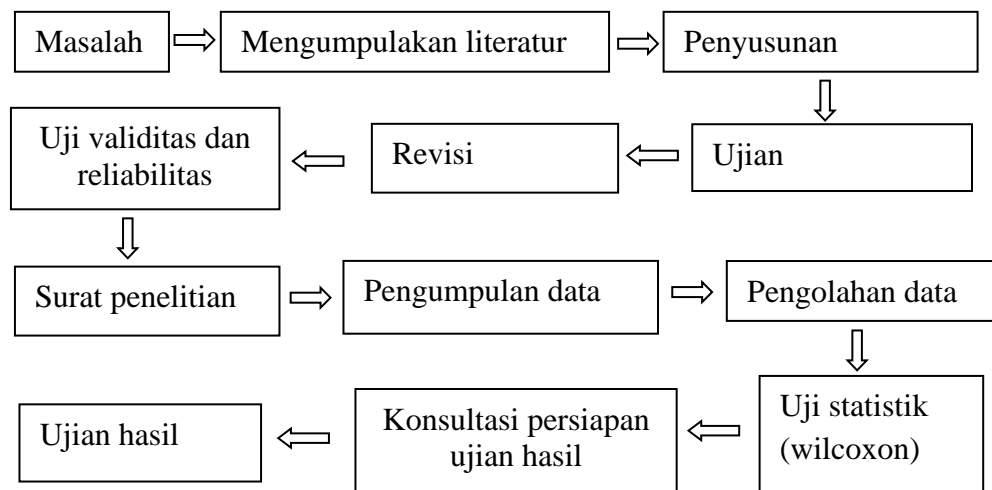 Masalah
Mengumpulakan literatur
Penyusunan
Ujian
Revisi
Uji validitas dan
reliabilitas
Surat penelitian
Pengumpulan data
Pengolahan data
Uji statistik
(wilcoxon)
Konsultasi persiapan
ujian hasil
Ujian hasil